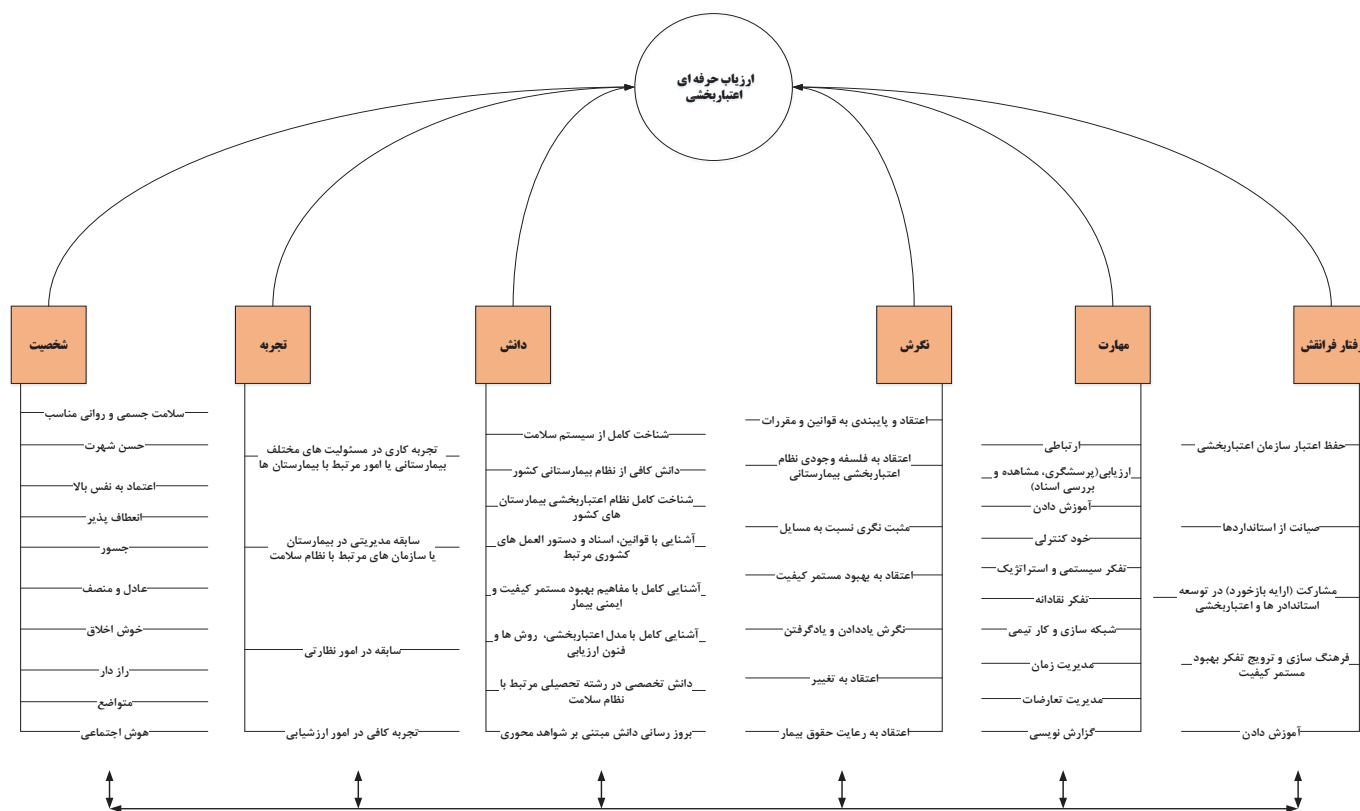 ارزیاب حرفه ای
اعتباربخشی
رفتار فرانقش
حفظ اعتبار سازمان اعتباربخشی
صیانت از استانداردها
مشارکت (ارایه بازخورد) در توسعه
استاندادر ها و اعتباربخشی
فرهنگ سازی و ترویج تفکر بهبود
مستمر کیفیت
آموزش دادن
مهارت
ارتباطی
ارزیابی(پرسشگری، مشاهده و
بررسی اسناد)
آموزش دادن
خود کنترلی
تفکر سیستمی و استراتژیک
تفکر نقادانه
شبکه سازی و کار تیمی
مدیریت زمان
مدیریت تعارضات
گزارش نویسی
نگرش
اعتقاد و پایبندی به قوانین و مقررات
اعتقاد به فلسفه وجودی نظام
اعتباربخشی بیمارستانی
مثبت نگری نسبت به مسایل
اعتقاد به بهبود مستمر کیفیت
نگرش یاددادن و یادگرفتن
اعتقاد به تغییر
اعتقاد به رعایت حقوق بیمار
دانش
شناخت کامل از سیستم سلامت
دانش کافی از نظام بیمارستانی کشور
شناخت کامل نظام اعتباربخشی بیمارستان
های کشور
آشنایی با قوانین، اسناد و دستور العمل های
کشوری مرتبط
آشنایی کامل با مفاهیم بهبود مستمر کیفیت و
ایمنی بیمار
آشنایی کامل با مدل اعتباربخشی، روش ها و
فنون ارزیابی
دانش تخصصی در رشته تحصیلی مرتبط با
نظام سلامت
بروز رسانی دانش مبتنی بر شواهد محوری
تجربه
تجربه کاری در مسئولیت های مختلف
بیمارستانی یا امور مرتبط با بیمارستان ها
سابقه مدیریتی در بیمارستان
یا سازمان های مرتبط با نظام سلامت
سابقه در امور نظارتی
تجربه کافی در امور ارزشیابی
شخصیت
سلامت جسمی و روانی مناسب
حسن شهرت
اعتماد به نفس بالا
انعطاف پذیر
جسور
عادل و منصف
خوش اخلاق
راز دار
متواضع
هوش اجتماعی